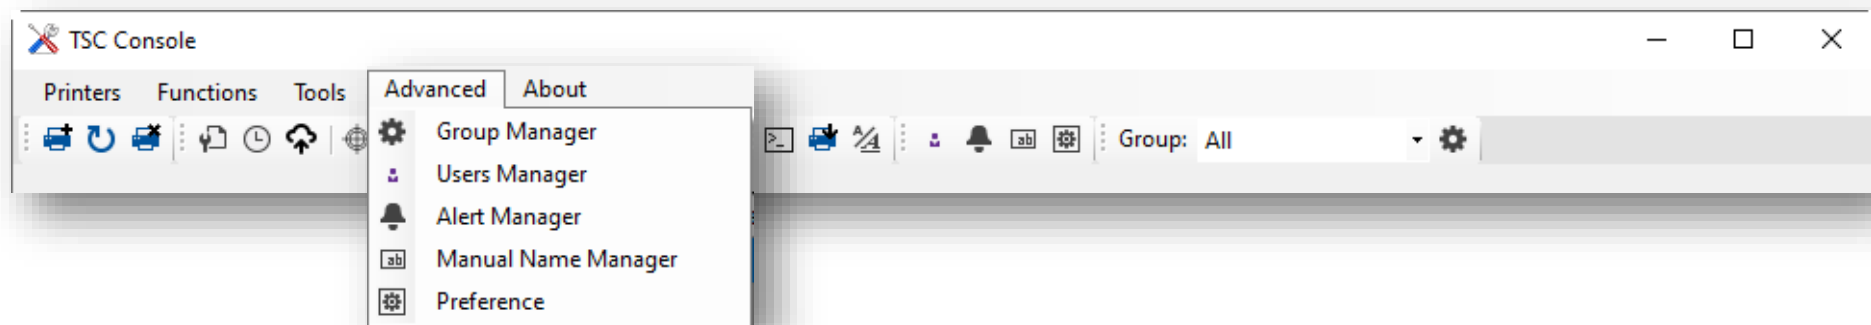 TSC Console
Printers Functions Tools Advanced About
Group: All
Group Manager
Users Manager
Alert Manager
Manual Name Manager
Preference